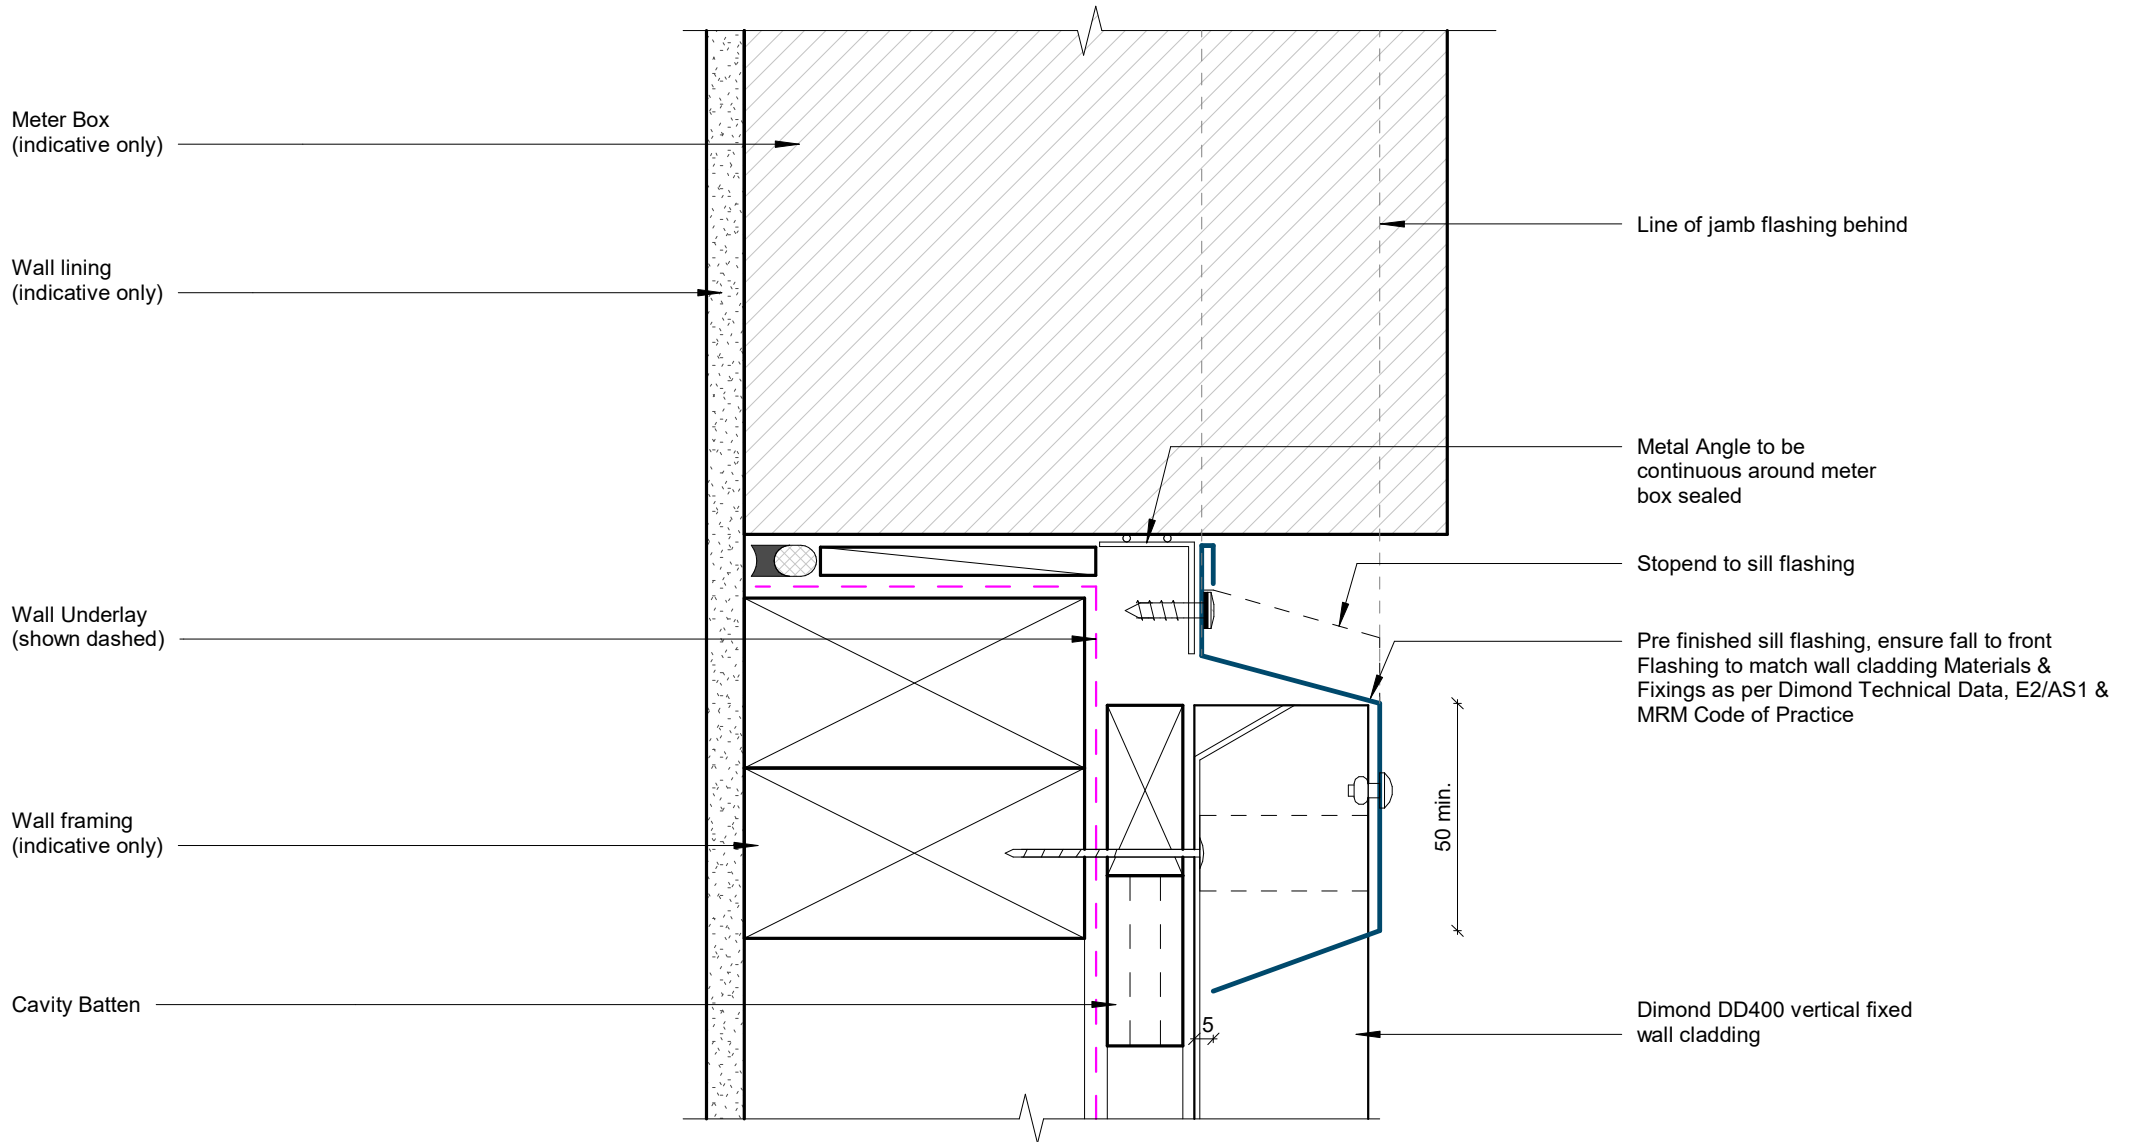 Meter Box
(indicative only)
Wall lining
(indicative only)
Wall Underlay
(shown dashed)
Wall framing
(indicative only)
Cavity Batten
Line of jamb flashing behind
Metal Angle to be
continuous around meter
box sealed
Stopend to sill flashing
Pre finished sill flashing, ensure fall to front
Flashing to match wall cladding Materials &
Fixings as per Dimond Technical Data, E2/AS1 &
MRM Code of Practice
50 min.
5
Dimond DD400 vertical fixed
wall cladding